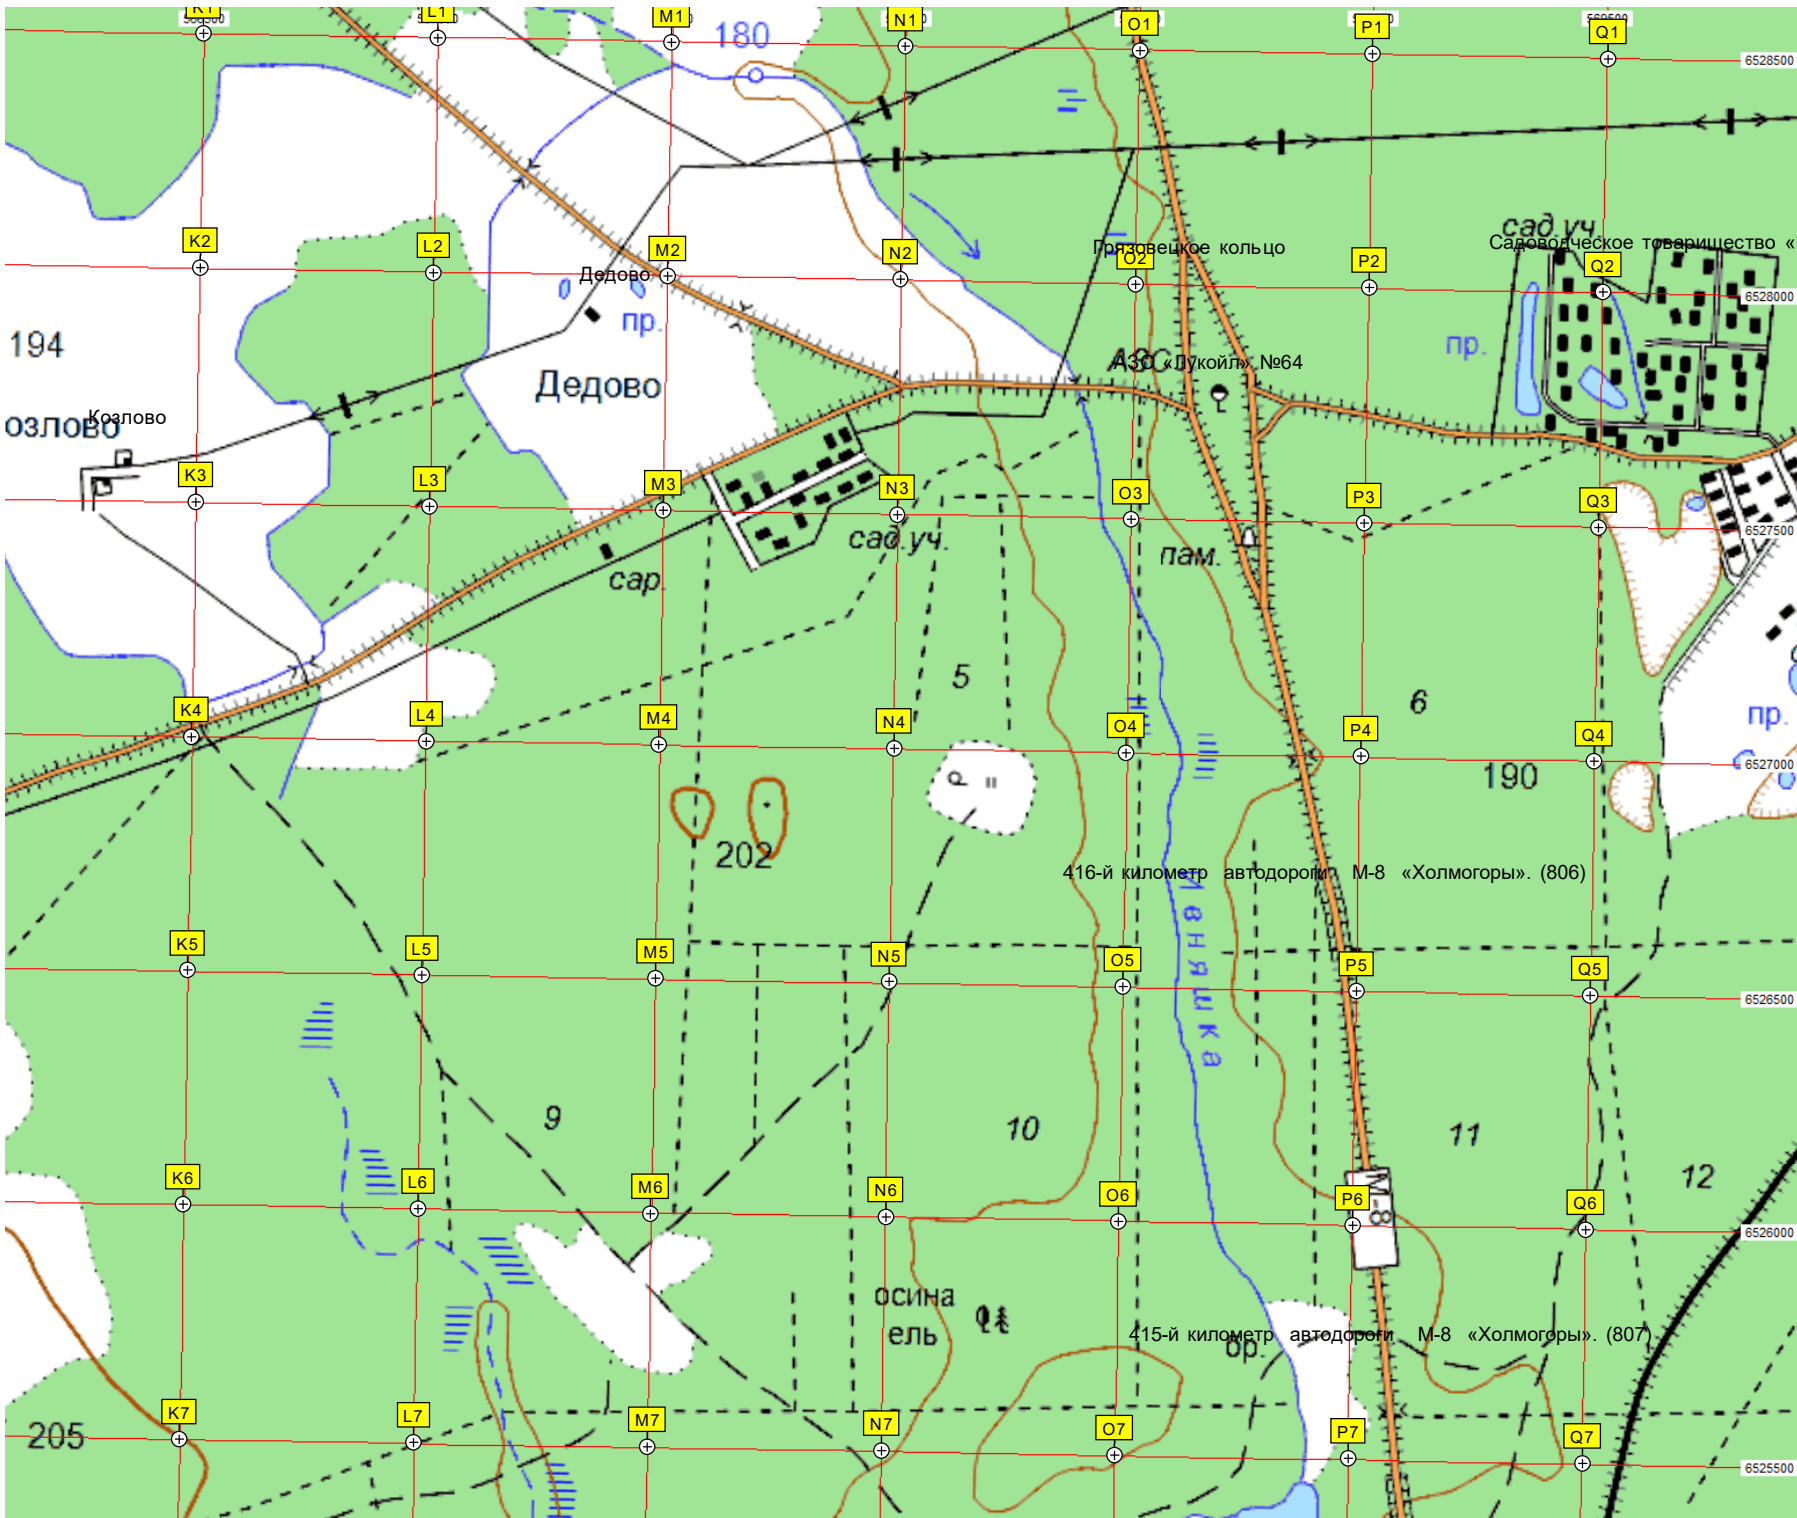 K1
L1
M1
N1
O1
P1
Q1
180
6528500
K2
L2
M2
N2
O2
P2
Q2
Грязовецкое кольцо
сад.уч.
Садоводческое товарищество «
Дедово
6528000
пр.
194
пр.
АЗС «Лукойл» №64
Дедово
Козлово
озлово
K3
L3
M3
N3
O3
P3
Q3
6527500
сад.уч.
пам.
сар.
5
6
K4
L4
M4
N4
O4
P4
Q4
пр.
6527000
190
Р
202
416-й километр автодороги М-8 «Холмогоры». (806)
Ивняшка
K5
L5
M5
N5
O5
P5
Q5
6526500
9
10
11
12
K6
L6
M6
N6
O6
P6
Q6
М-8
6526000
осина
ель
415-й километр автодороги М-8 «Холмогоры». (807)
ор.
K7
L7
M7
N7
O7
P7
Q7
205
6525500